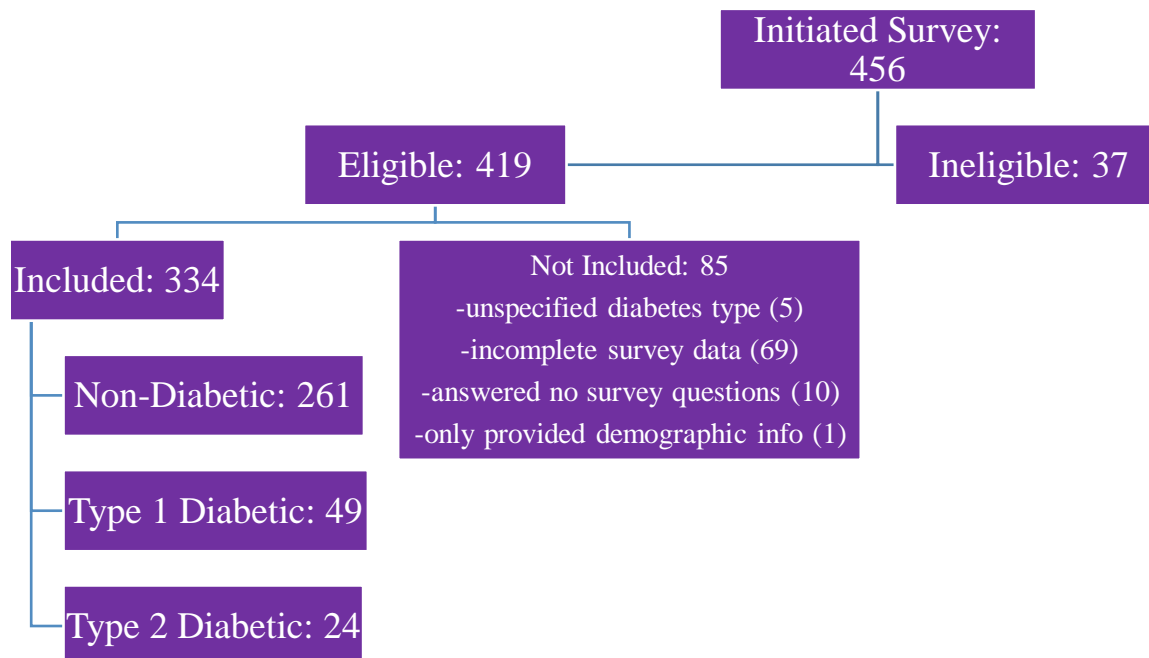 Initiated Survey:
456
Eligible: 419
Ineligible: 37
Included: 334
Not Included: 85
-unspecified diabetes type (5)
-incomplete survey data (69)
-answered no survey questions (10)
-only provided demographic info (1)
Non-Diabetic: 261
Type 1 Diabetic: 49
Type 2 Diabetic: 24